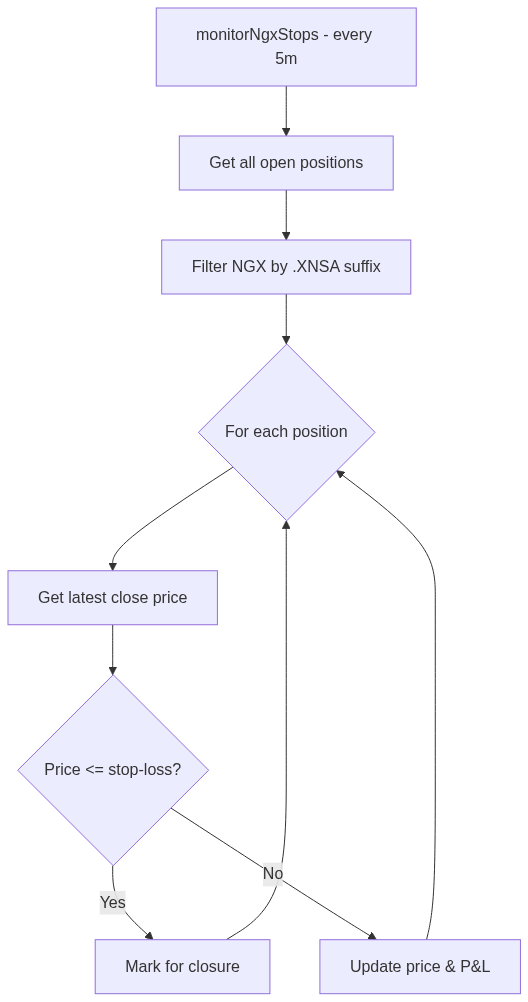 monitorNgxStops - every
5m
Get all open positions
Filter NGX by .XNSA suffix
For each position
Get latest close price
Price <= stop-loss?
No
Yes
Mark for closure
Update price & P&L